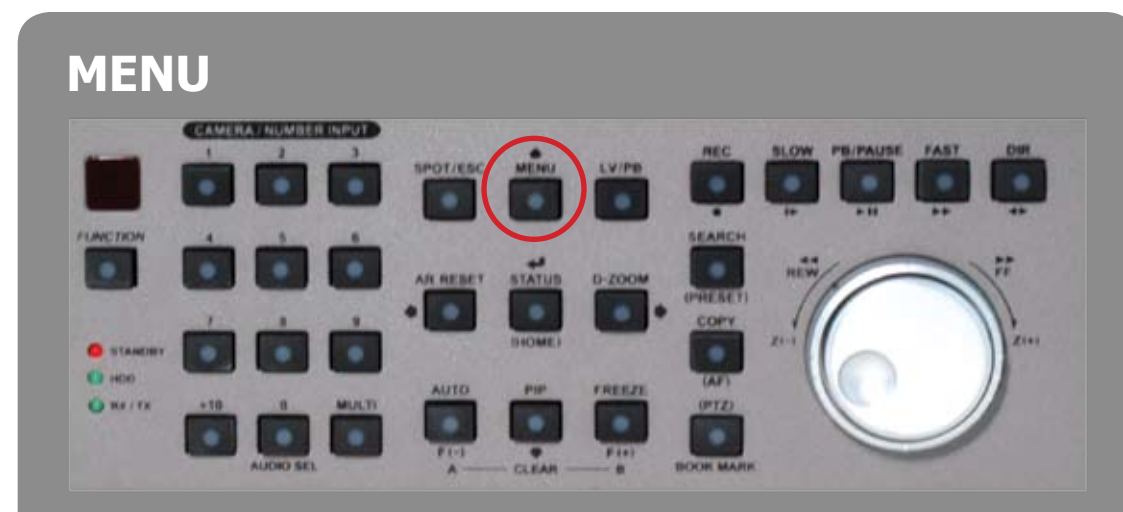 MENU
CAMERA / NUMBER INPUT
1 2 3
SPOT/ESC MENU LV/PB
REC SLOW PB/PAUSE FAST DIR
FUNCTION
4 5 6
AR RESET STATUS D-ZOOM
(HOME)
SEARCH
(PRESET)
REW FF
Z(-) Z(+)
7 8 9
COPY
(AF)
STANDBY
HDD
RX / TX
+10 0 MULTI
AUDIO SEL
AUTO PIP FREEZE
F(-) F(+)
A CLEAR B
(PTZ)
BOOK MARK